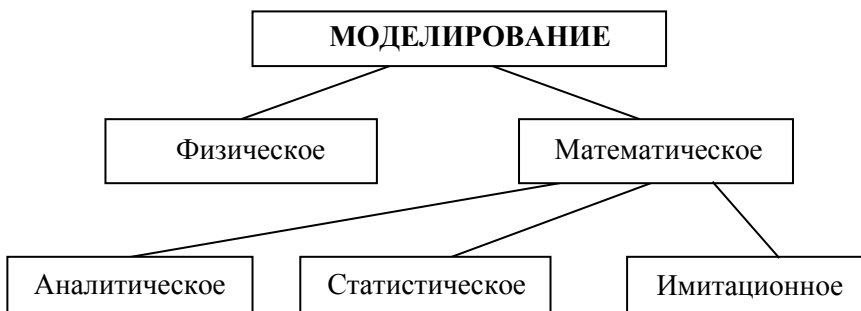 МОДЕЛИРОВАНИЕ
Физическое
Математическое
Аналитическое
Статистическое
Имитационное